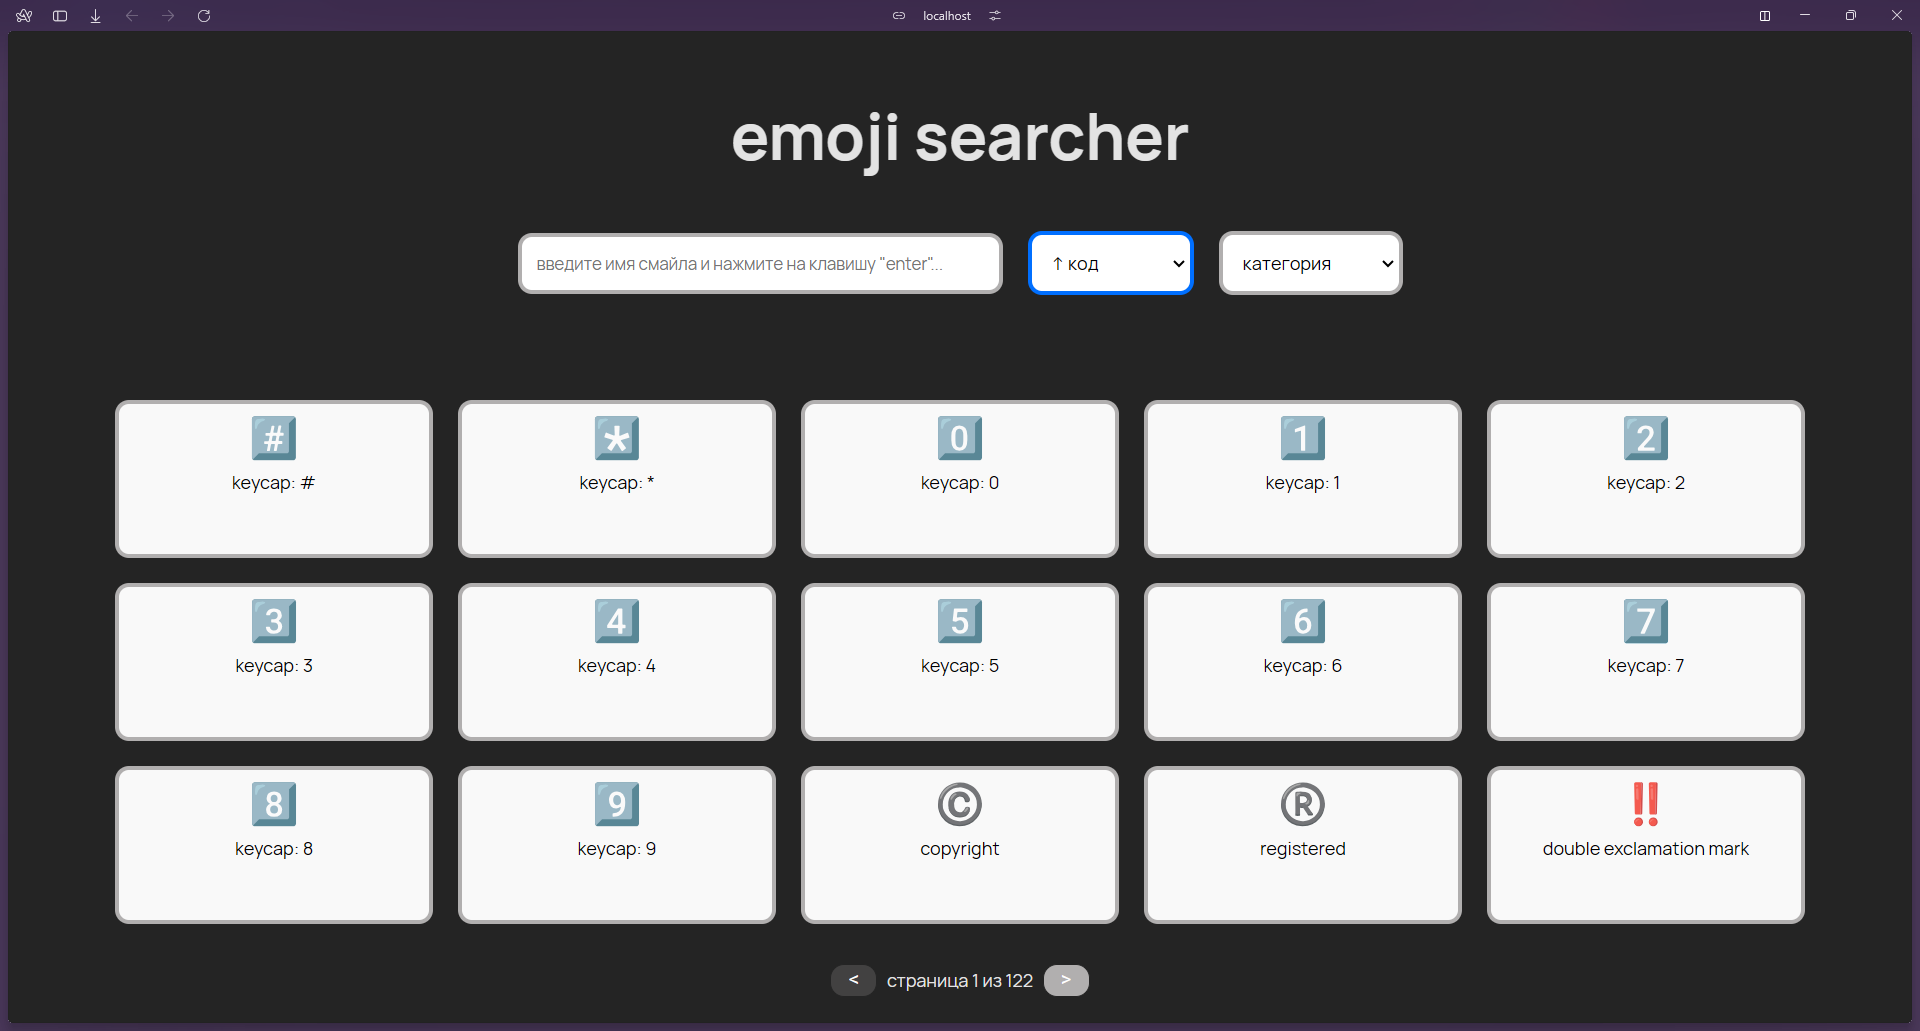 localhost
emoji searcher
введите имя смайла и нажмите на клавишу "enter"...
↑ код
категория
#
*
0
1
2
keycap: #
keycap: *
keycap: 0
keycap: 1
keycap: 2
3
4
5
6
7
keycap: 3
keycap: 4
keycap: 5
keycap: 6
keycap: 7
8
9
©
®
‼
keycap: 8
keycap: 9
copyright
registered
double exclamation mark
< страница 1 из 122 >